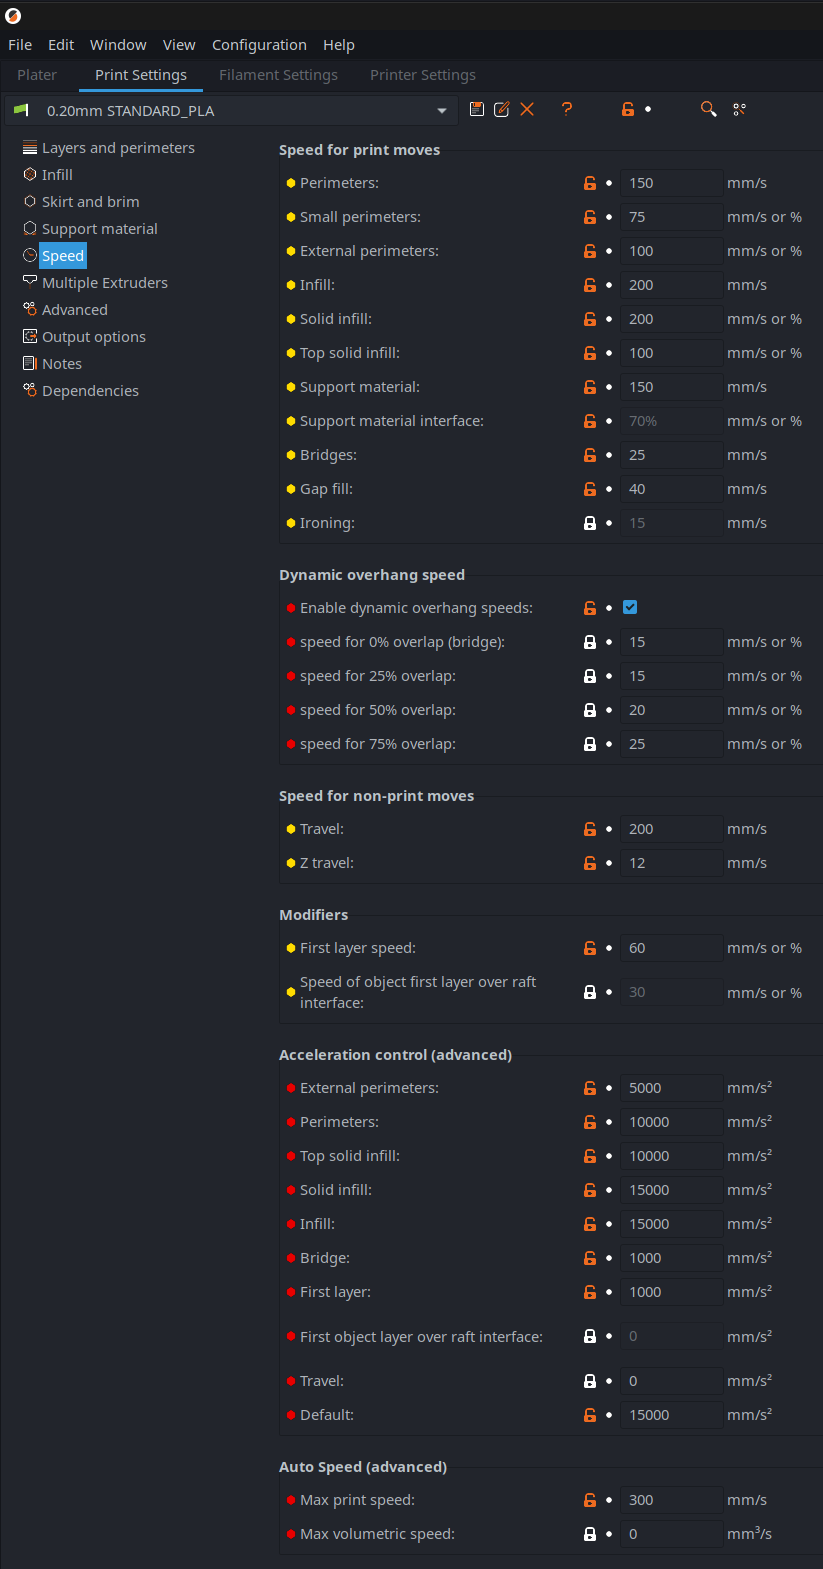 File Edit Window View Configuration Help
Plater Print Settings Filament Settings Printer Settings
0.20mm STANDARD_PLA ?
Layers and perimeters
Infill
Skirt and brim
Support material
Speed
Multiple Extruders
Advanced
Output options
Notes
Dependencies
Speed for print moves
Perimeters: 150 mm/s
Small perimeters: 75 mm/s or %
External perimeters: 100 mm/s or %
Infill: 200 mm/s
Solid infill: 200 mm/s or %
Top solid infill: 100 mm/s or %
Support material: 150 mm/s
Support material interface: 70% mm/s or %
Bridges: 25 mm/s
Gap fill: 40 mm/s
Ironing: 15 mm/s
Dynamic overhang speed
Enable dynamic overhang speeds:
speed for 0% overlap (bridge): 15 mm/s or %
speed for 25% overlap: 15 mm/s or %
speed for 50% overlap: 20 mm/s or %
speed for 75% overlap: 25 mm/s or %
Speed for non-print moves
Travel: 200 mm/s
Z travel: 12 mm/s
Modifiers
First layer speed: 60 mm/s or %
Speed of object first layer over raft
interface: 30 mm/s or %
Acceleration control (advanced)
External perimeters: 5000 mm/s²
Perimeters: 10000 mm/s²
Top solid infill: 10000 mm/s²
Solid infill: 15000 mm/s²
Infill: 15000 mm/s²
Bridge: 1000 mm/s²
First layer: 1000 mm/s²
First object layer over raft interface: 0 mm/s²
Travel: 0 mm/s²
Default: 15000 mm/s²
Auto Speed (advanced)
Max print speed: 300 mm/s
Max volumetric speed: 0 mm³/s